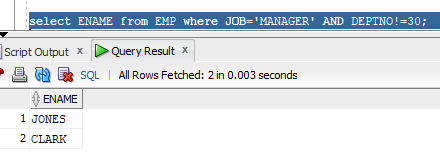 select ENAME from EMP where JOB='MANAGER' AND DEPTNO!=30;
Script Output × Query Result ×
SQL | All Rows Fetched: 2 in 0.003 seconds
ENAME
1 JONES
2 CLARK